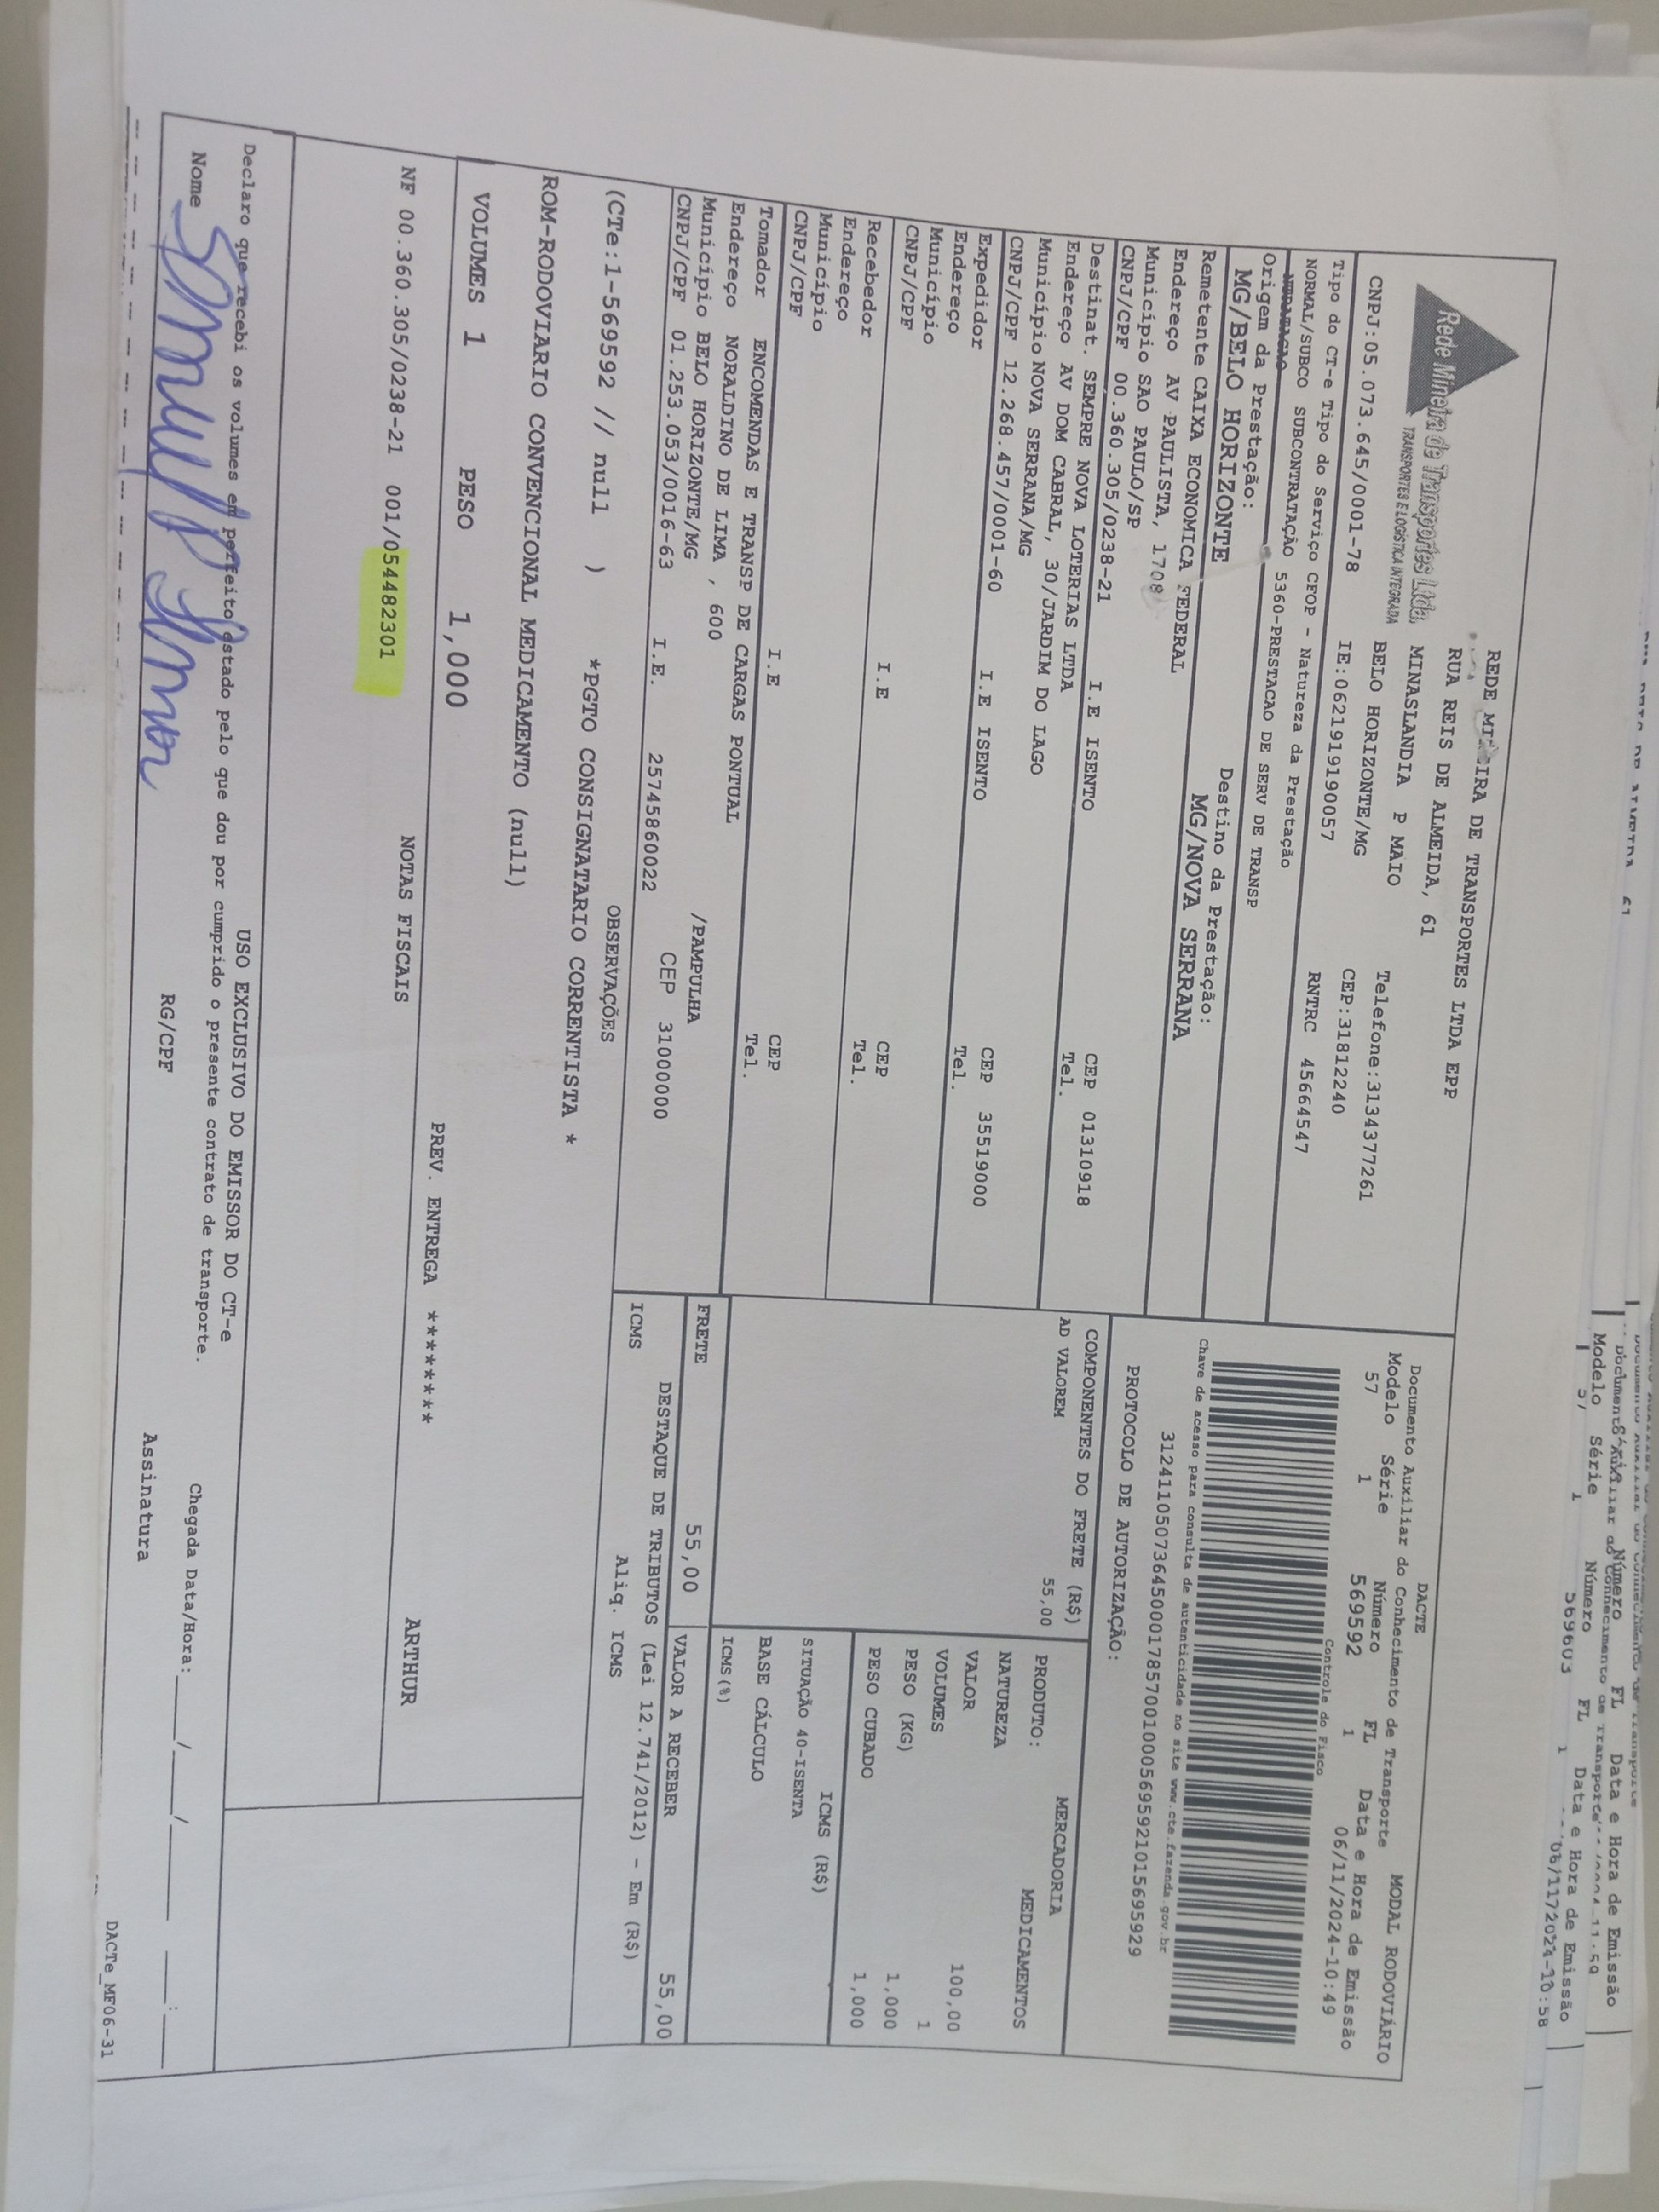 Rede Mineira de Transportes Ltda.
TRANSPORTES E LOGÍSTICA INTEGRADA
REDE MINEIRA DE TRANSPORTES LTDA EPP
RUA REIS DE ALMEIDA, 61
MINASLANDIA P MAIO
BELO HORIZONTE/MG Telefone:3134377261
CNPJ:05.073.645/0001-78 IE:0621919190057 CEP:31812240
Tipo do CT-e Tipo do Serviço CFOP - Natureza da Prestação RNTRC 45664547
NORMAL/SUBCO SUBCONTRATAÇÃO 5360-PRESTACAO DE SERV DE TRANSP
Origem da Prestação: Destino da Prestação:
MG/BELO HORIZONTE MG/NOVA SERRANA
Remetente CAIXA ECONOMICA FEDERAL
Endereço AV PAULISTA, 1708
Município SAO PAULO/SP CEP 01310918
CNPJ/CPF 00.360.305/0238-21 I.E ISENTO Tel.
Destinat. SEMPRE NOVA LOTERIAS LTDA
Endereço AV DOM CABRAL, 30/JARDIM DO LAGO
Município NOVA SERRANA/MG CEP 35519000
CNPJ/CPF 12.268.457/0001-60 I.E ISENTO Tel.
Expedidor
Endereço
Município CEP
CNPJ/CPF I.E Tel.
Recebedor
Endereço
Município CEP
CNPJ/CPF I.E Tel.
Tomador ENCOMENDAS E TRANSP DE CARGAS PONTUAL
Endereço NORALDINO DE LIMA , 600 /PAMPULHA
Município BELO HORIZONTE/MG CEP 31000000
CNPJ/CPF 01.253.053/0016-63 I.E. 2574586002
OBSERVAÇÕES
(CTe:1-569592 // null ) *PGTO CONSIGNATARIO CORRENTISTA *
ROM-RODOVIARIO CONVENCIONAL MEDICAMENTO (null)
VOLUMES 1 PESO 1,000 PREV. ENTREGA ******** ARTHUR
NOTAS FISCAIS
NF 00.360.305/0238-21 001/054482301
USO EXCLUSIVO DO EMISSOR DO CT-e
Declaro que recebi os volumes em perfeito estado pelo que dou por cumprido o presente contrato de transporte. Chegada Data/Hora:____/____/______ ____:____
Nome RG/CPF Assinatura
DACTe_MF06-31
DACTE MODAL RODOVIÁRIO
Documento Auxiliar do Conhecimento de Transporte
Modelo Série Número FL Data e Hora de Emissão
57 1 569592 1 06/11/2024-10:49
Controle do Fisco
Chave de acesso para consulta de autenticidade no site www.cte.fazenda.gov.br
31241105073645000178570010005695921015695929
PROTOCOLO DE AUTORIZAÇÃO:
COMPONENTES DO FRETE (R$)
AD VALOREM 55,00
FRETE 55,00
MERCADORIA
PRODUTO: MEDICAMENTOS
NATUREZA
VALOR 100,00
VOLUMES 1
PESO (KG) 1,000
PESO CUBADO 1,000
ICMS (R$)
SITUAÇÃO 40-ISENTA
BASE CÁLCULO
ICMS(%)
VALOR A RECEBER 55,00
DESTAQUE DE TRIBUTOS (Lei 12.741/2012) - Em (R$)
ICMS Aliq. ICMS
Modelo Série Número FL Data e Hora de Emissão
1 569603 1 06/11/2024-10:58